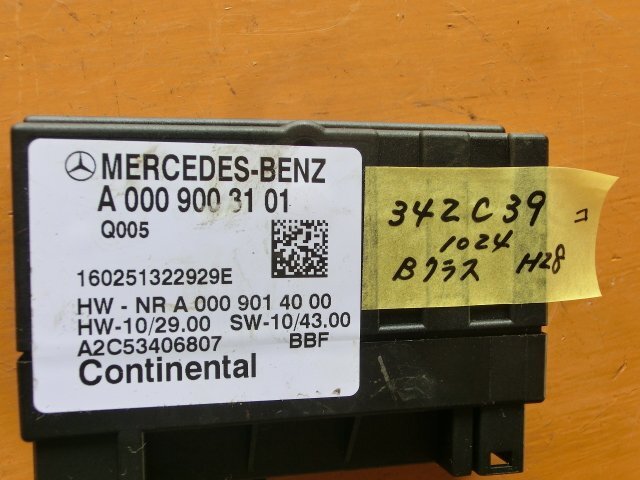 MERCEDES-BENZ
A 000 900 31 01
Q005
160251322929E
HW - NR A 000 901 40 00
HW-10/29.00 SW-10/43.00
A2C53406807 BBF
Continental
342C39 コ
1024
Bクラス H28